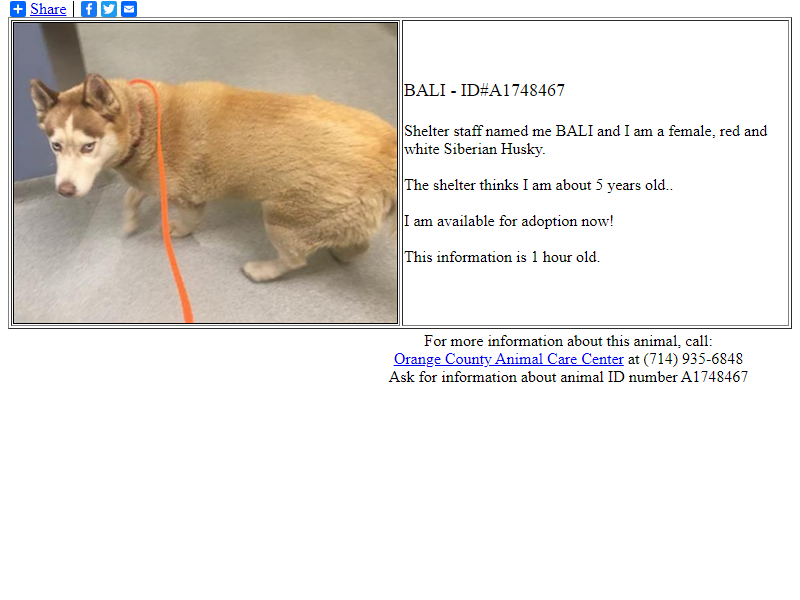 Share
BALI - ID#A1748467
Shelter staff named me BALI and I am a female, red and
white Siberian Husky.
The shelter thinks I am about 5 years old..
I am available for adoption now!
This information is 1 hour old.
For more information about this animal, call:
Orange County Animal Care Center at (714) 935-6848
Ask for information about animal ID number A1748467